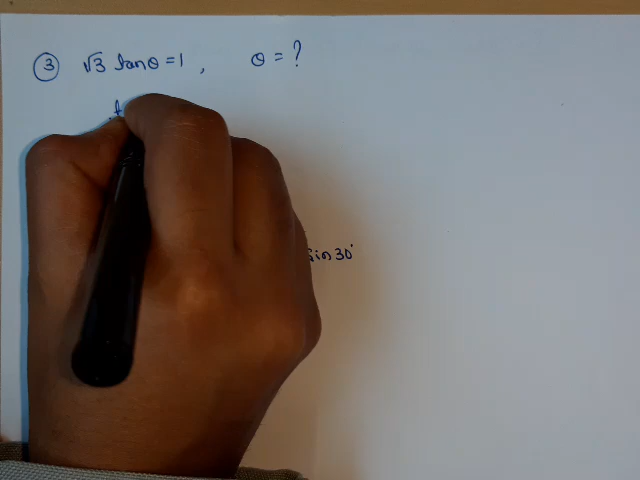 ③ √3 tanθ = 1 , θ = ?
sin 30°